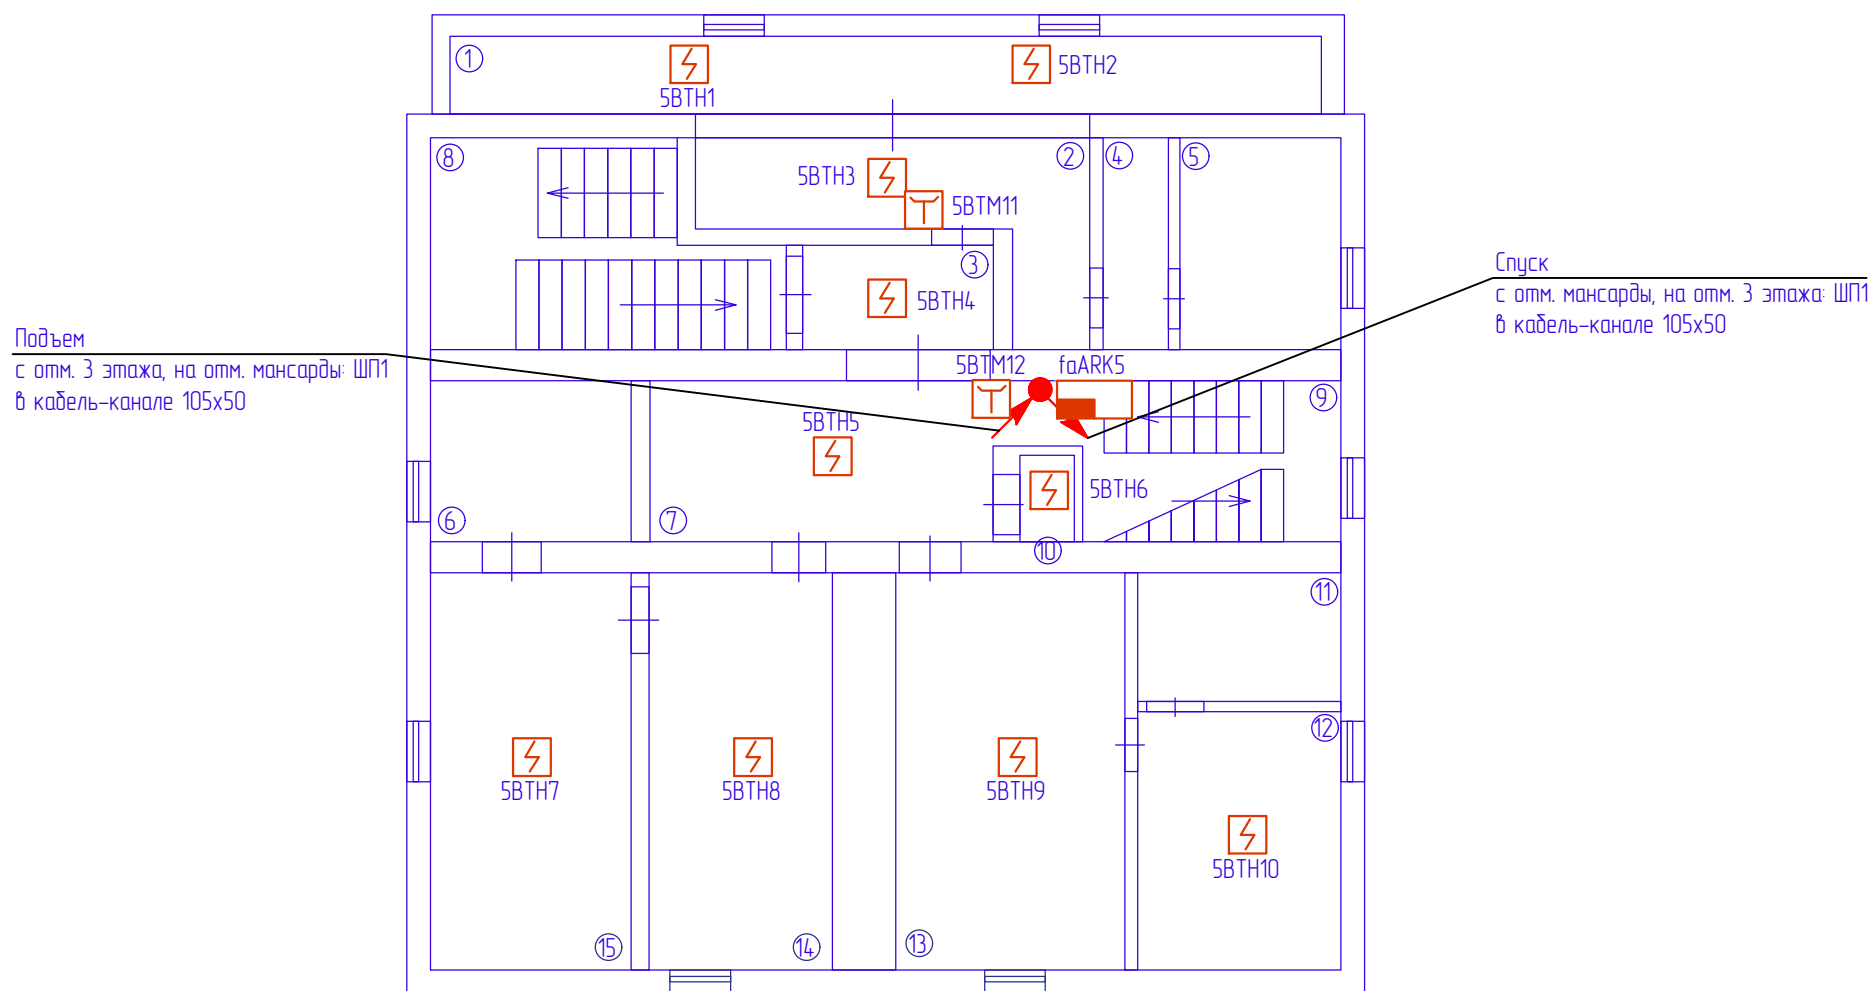 1
5BTH1
5BTH2
8
5BTH3
2
4
5
5BTM11
3
5BTH4
Спуск
с отм. мансарды, на отм. 3 этажа: ШП1
в кабель-канале 105х50
Подъем
с отм. 3 этажа, на отм. мансарды: ШП1
в кабель-канале 105х50
5BTM12
faARK5
9
5BTH5
5BTH6
6
7
10
11
12
5BTH7
5BTH8
5BTH9
5BTH10
15
14
13